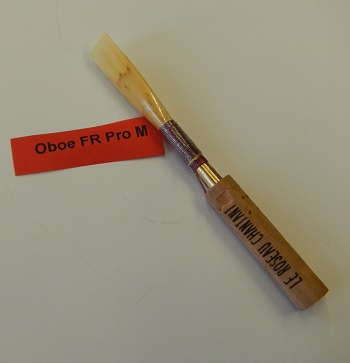 Oboe FR Pro M
LE ROSEAU CHANTANT